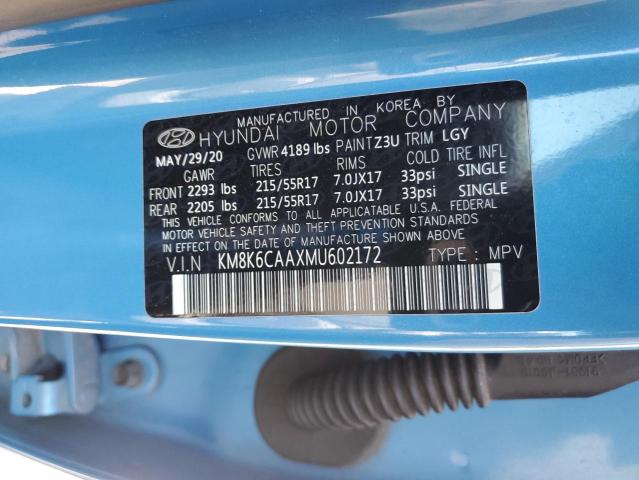 MANUFACTURED IN KOREA BY
HYUNDAI MOTOR COMPANY
MAY/29/20 GVWR 4189 lbs PAINT Z3U TRIM LGY
GAWR TIRES RIMS COLD TIRE INFL
FRONT 2293 lbs 215/55R17 7.0JX17 33psi SINGLE
REAR 2205 lbs 215/55R17 7.0JX17 33psi SINGLE
THIS VEHICLE CONFORMS TO ALL APPLICABLE U.S.A. FEDERAL
MOTOR VEHICLE SAFETY AND THEFT PREVENTION STANDARDS
IN EFFECT ON THE DATE OF MANUFACTURE SHOWN ABOVE.
V.I.N KM8K6CAAXMU602172 TYPE : MPV